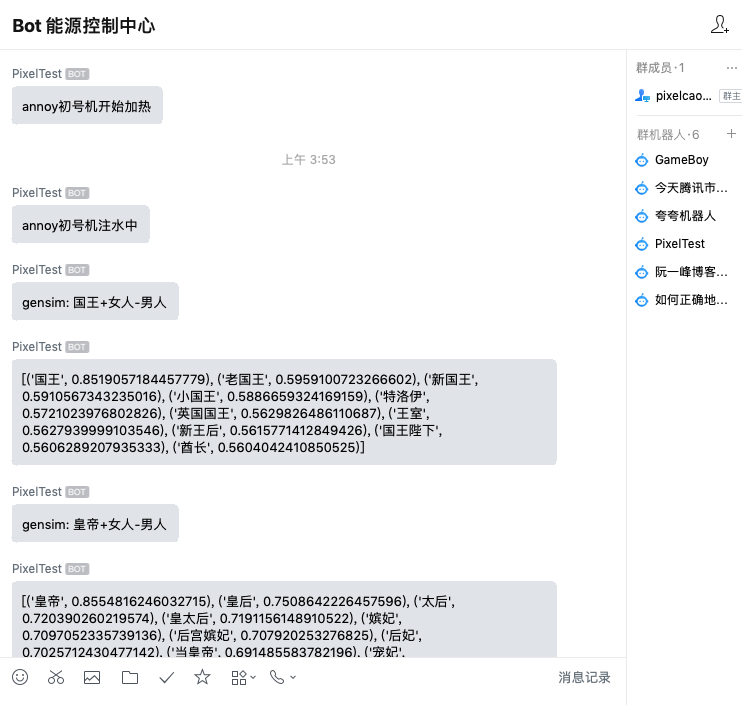 Bot 能源控制中心
PixelTest BOT
annoy初号机开始加热
上午 3:53
PixelTest BOT
annoy初号机注水中
PixelTest BOT
gensim: 国王+女人-男人
PixelTest BOT
[('国王', 0.8519057184457779), ('老国王', 0.5959100723266602), ('新国王',
0.5910567343235016), ('小国王', 0.5886659324169159), ('特洛伊',
0.5721023976802826), ('英国国王', 0.5629826486110687), ('王室',
0.5627939999103546), ('新王后', 0.5615771412849426), ('国王陛下',
0.5606289207935333), ('酋长', 0.5604042410850525)]
PixelTest BOT
gensim: 皇帝+女人-男人
PixelTest BOT
[('皇帝', 0.8554816246032715), ('皇后', 0.7508642226457596), ('太后',
0.720390260219574), ('皇太后', 0.7191156148910522), ('嫔妃',
0.7097052335739136), ('后宫嫔妃', 0.707920253276825), ('后妃',
0.7025712430477142), ('当皇帝', 0.691485583782196), ('宠妃',
消息记录
群成员·1
pixelcao... 群主
群机器人·6
GameBoy
今天腾讯市...
夸夸机器人
PixelTest
阮一峰博客...
如何正确地...